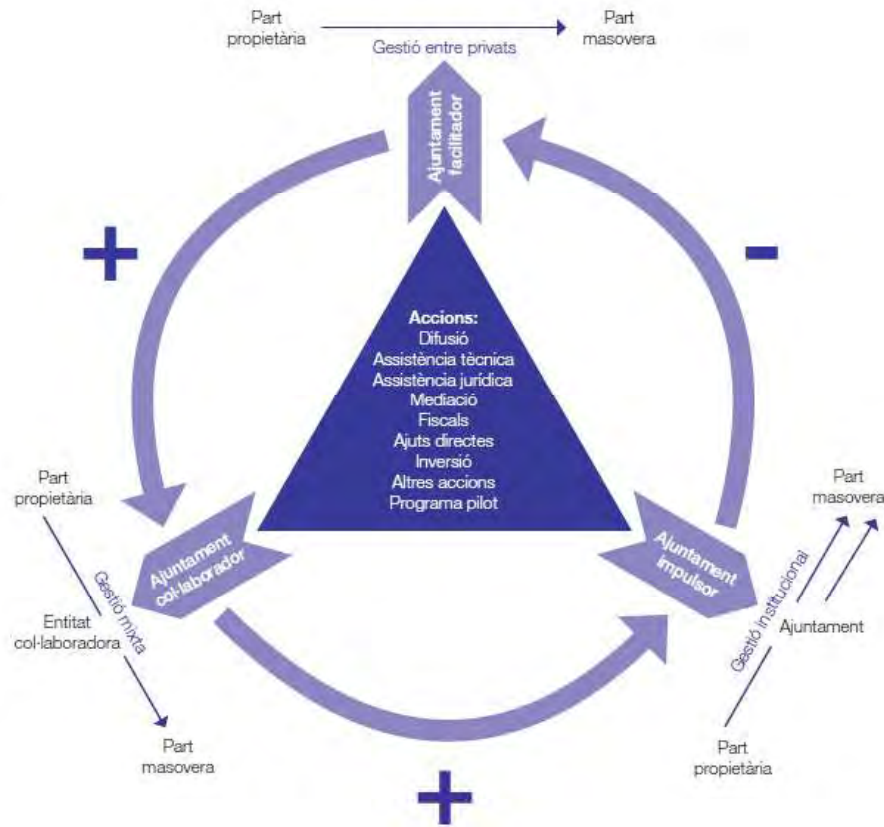 Part
propietària
Gestió entre privats
Part
masovera
Ajuntament
facilitador
+
-
Accions:
Difusió
Assistència tècnica
Assistència jurídica
Mediació
Fiscals
Ajuts directes
Inversió
Altres accions
Programa pilot
Part
propietària
Ajuntament
col·laborador
Gestió mixta
Entitat
col·laboradora
Part
masovera
Ajuntament
impulsor
Part
masovera
Gestió institucional
Ajuntament
Part
propietària
+